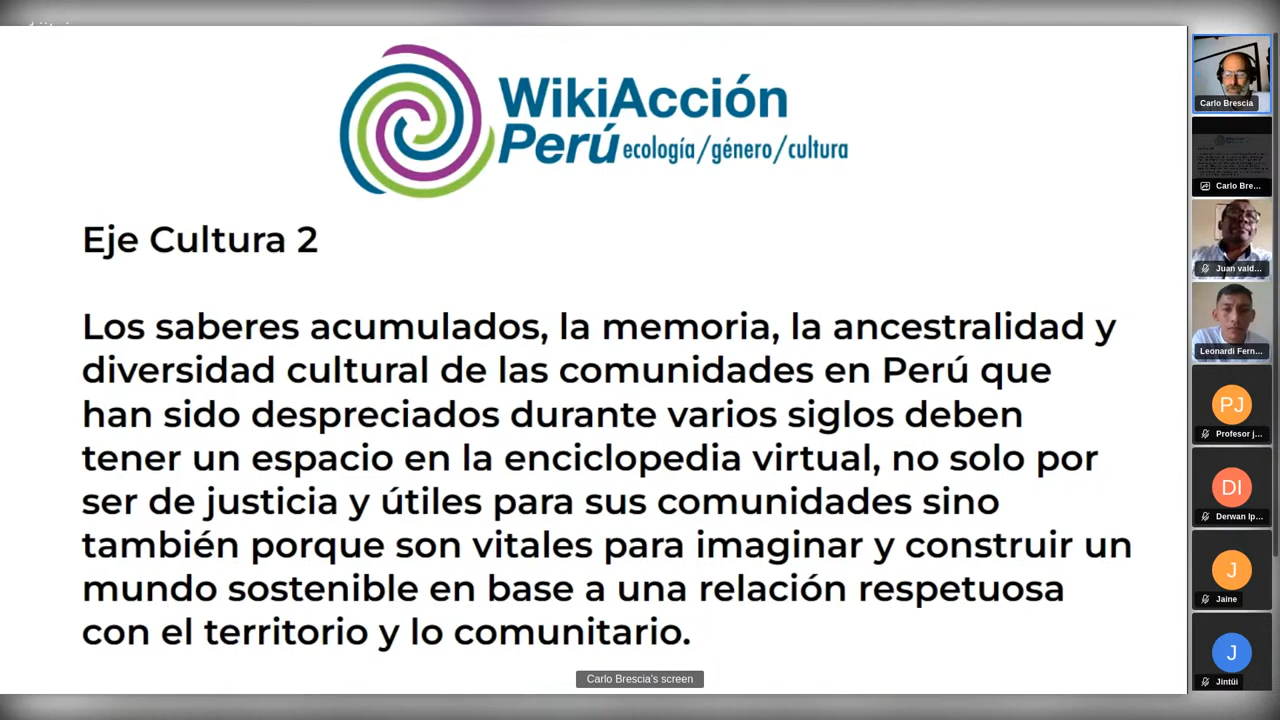 WikiAcción
Perú ecología/género/cultura
Eje Cultura 2
Los saberes acumulados, la memoria, la ancestralidad y
diversidad cultural de las comunidades en Perú que
han sido despreciados durante varios siglos deben
tener un espacio en la enciclopedia virtual, no solo por
ser de justicia y útiles para sus comunidades sino
también porque son vitales para imaginar y construir un
mundo sostenible en base a una relación respetuosa
con el territorio y lo comunitario.
Carlo Brescia's screen
Carlo Brescia
Carlo Bre...
Juan vald...
Leonardi Fern...
PJ
Profesor j...
DI
Derwan Ip...
J
Jaine
J
Jintüi